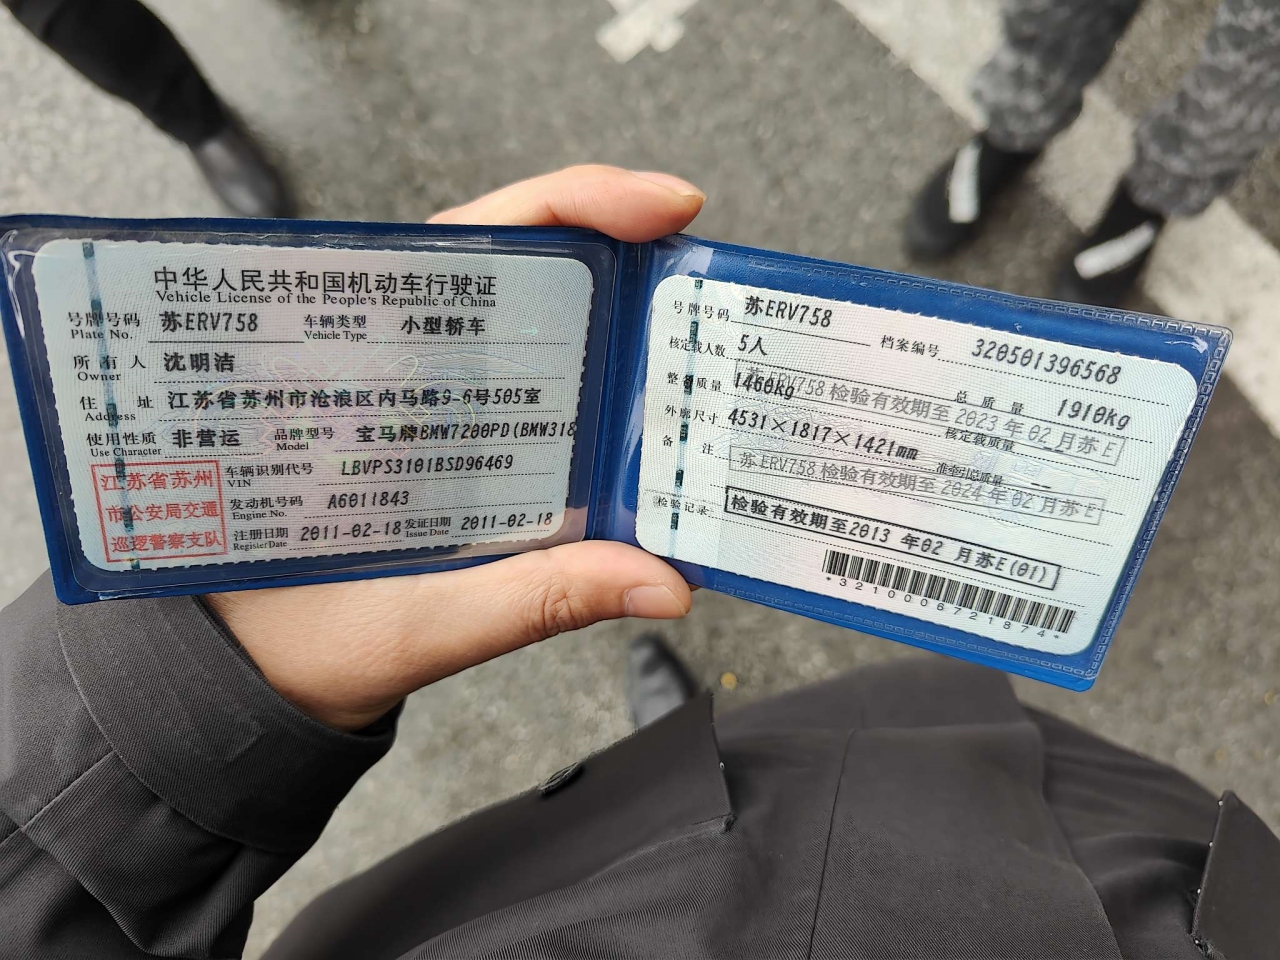 中华人民共和国机动车行驶证
Vehicle License of the People's Republic of China
号牌号码 苏ERV758 车辆类型 小型轿车
Plate No. Vehicle Type
所有人 沈明洁
Owner
住址 江苏省苏州市沧浪区内马路9-6号505室
Address
使用性质 非营运 品牌型号 宝马牌BMW7200PD(BMW318
Use Character Model
江苏省苏州
市公安局交通
巡逻警察支队
车辆识别代号 LBVPS3101BSD96469
VIN
发动机号码 A6011843
Engine No.
注册日期 2011-02-18 发证日期 2011-02-18
Register Date Issue Date
号牌号码 苏ERV758 档案编号 320501396568
核定载人数 5人 总质量 1910kg
整备质量 1460kg 核定载质量
苏ERV758 检验有效期至 2023 年 02 月苏E
外廓尺寸 4531×1817×1421mm 准牵引总质量 --
备注
苏ERV758 检验有效期至 2024 年 02 月苏E
检验记录 检验有效期至2013 年02 月苏E(01)
*3210006721874*